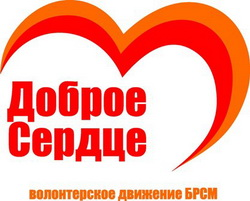 Доброе
Сердце
волонтерское движение БРСМ